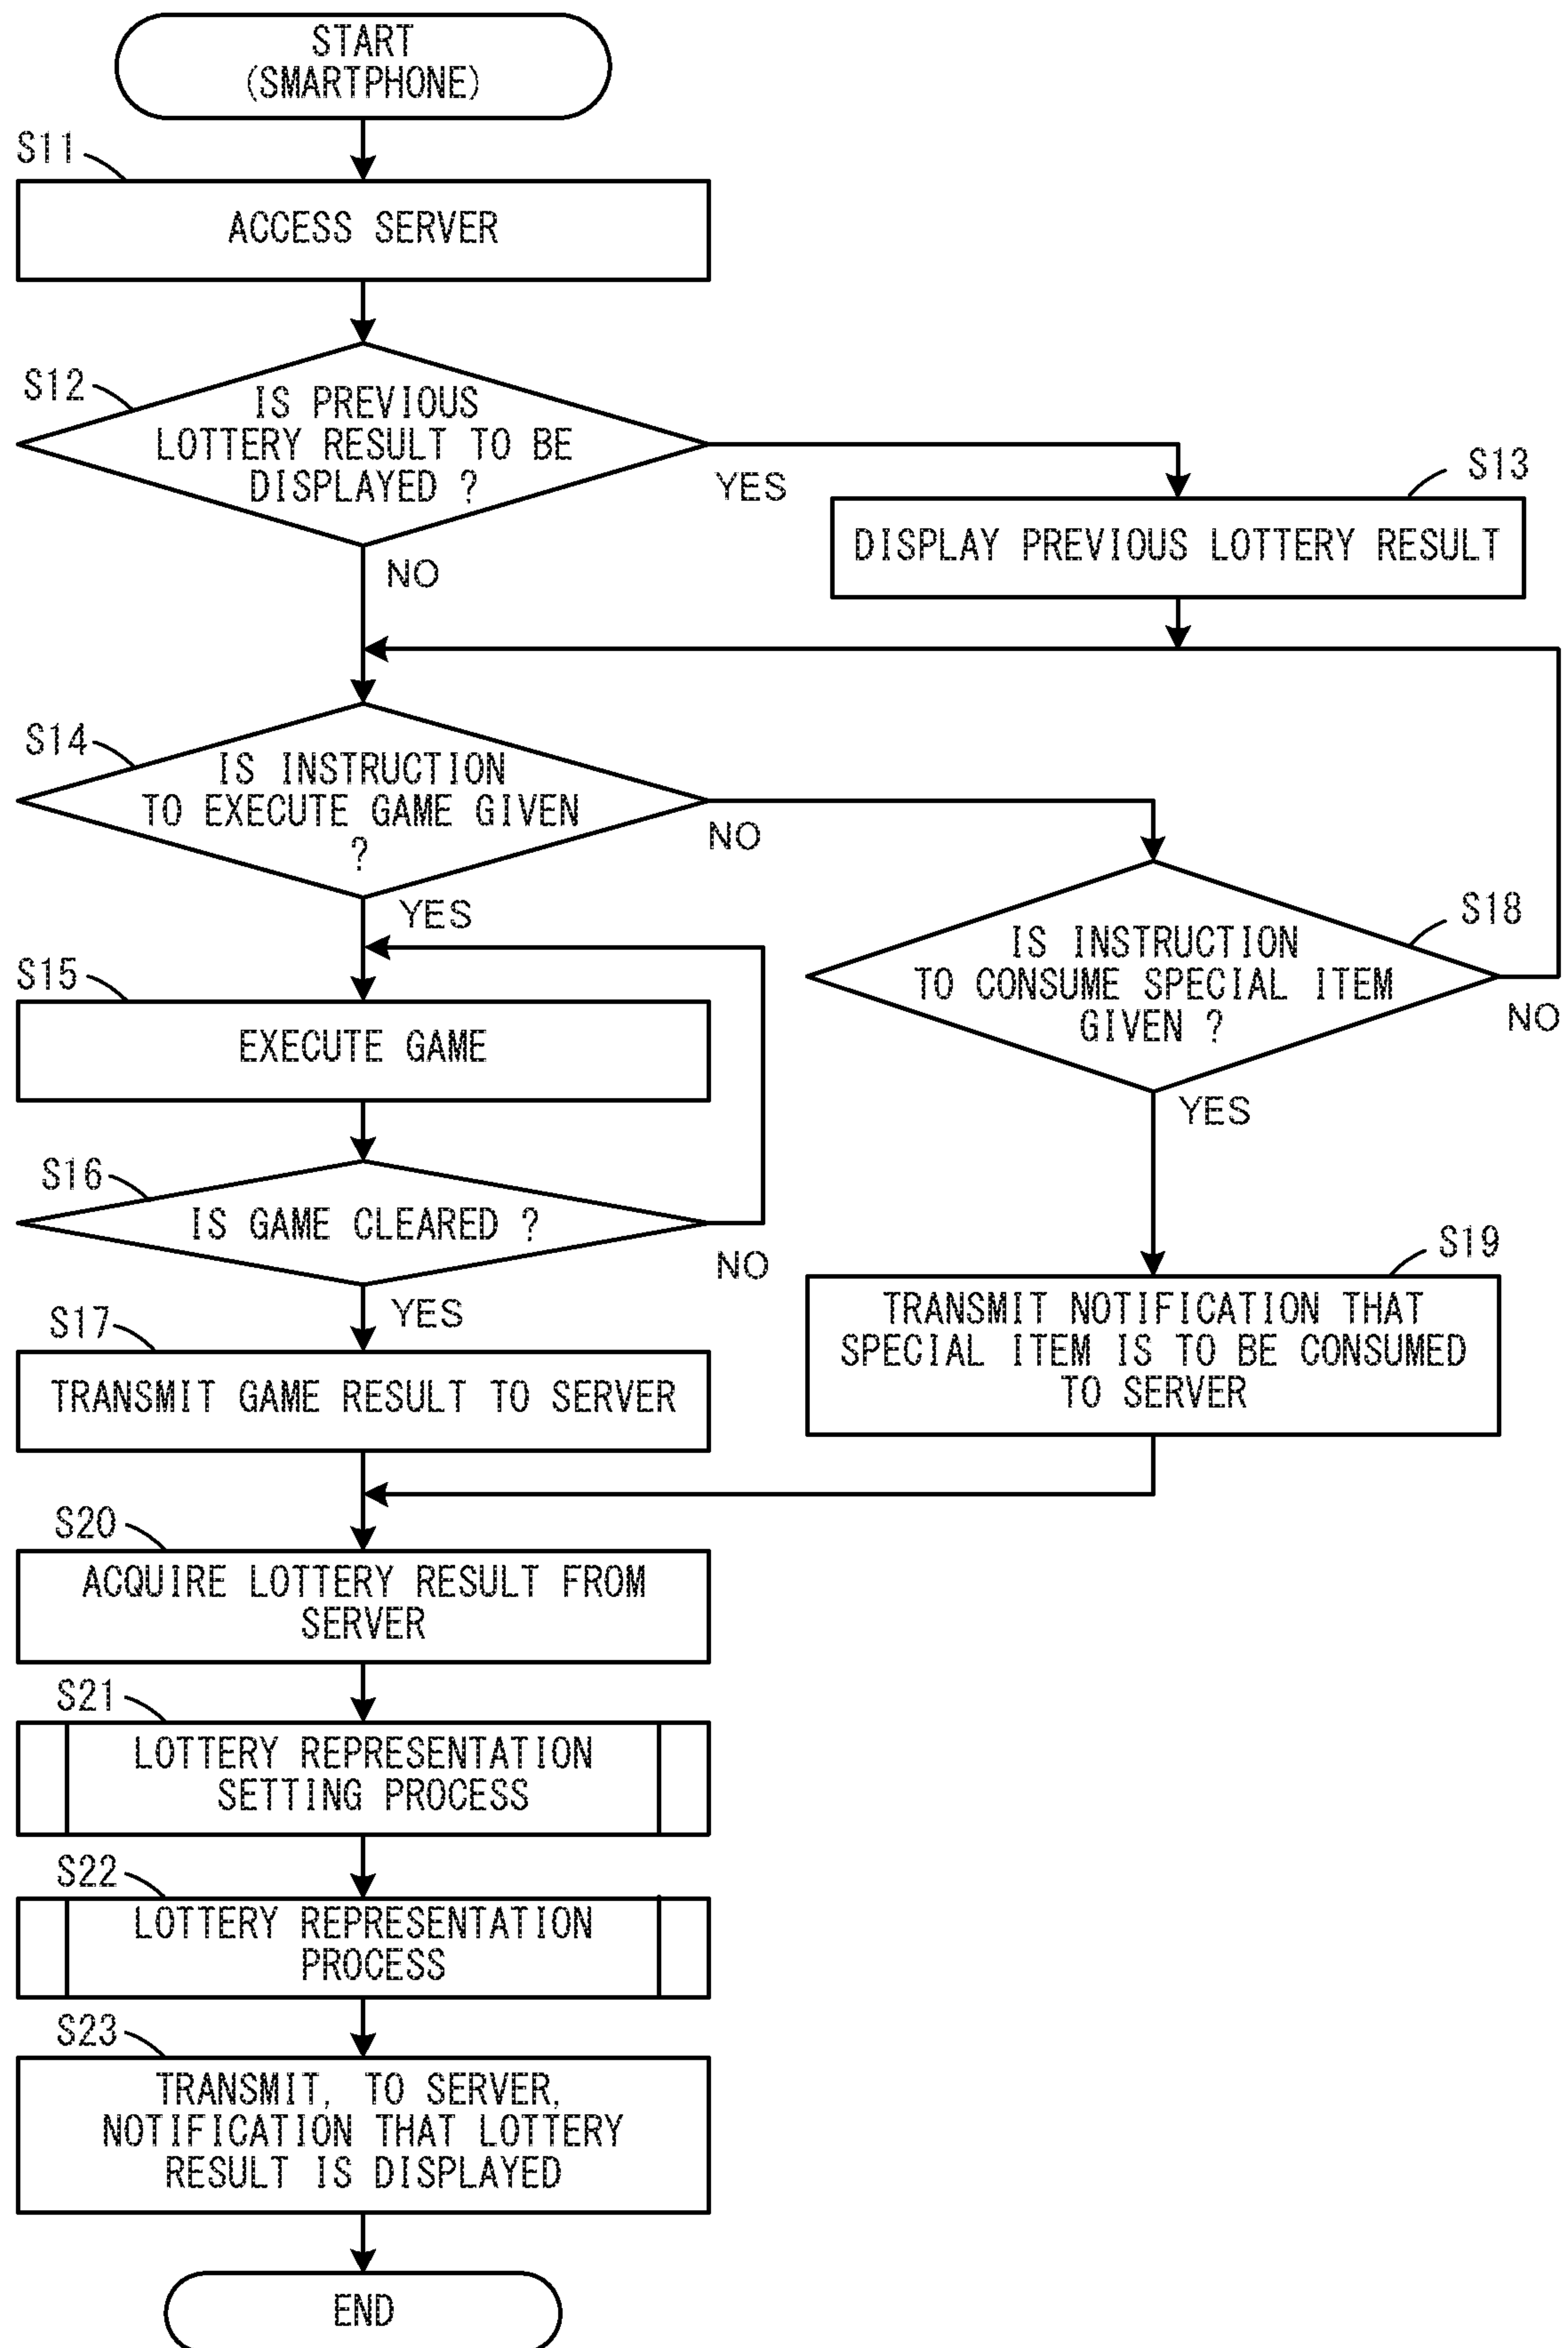 START
(SMARTPHONE)
S11
ACCESS SERVER
S12
IS PREVIOUS
LOTTERY RESULT TO BE
DISPLAYED ?
YES
NO
S13
DISPLAY PREVIOUS LOTTERY RESULT
S14
IS INSTRUCTION
TO EXECUTE GAME GIVEN
?
NO
YES
S18
IS INSTRUCTION
TO CONSUME SPECIAL ITEM
GIVEN ?
NO
YES
S15
EXECUTE GAME
S16
IS GAME CLEARED ?
NO
YES
S17
TRANSMIT GAME RESULT TO SERVER
S19
TRANSMIT NOTIFICATION THAT
SPECIAL ITEM IS TO BE CONSUMED
TO SERVER
S20
ACQUIRE LOTTERY RESULT FROM
SERVER
S21
LOTTERY REPRESENTATION
SETTING PROCESS
S22
LOTTERY REPRESENTATION
PROCESS
S23
TRANSMIT, TO SERVER,
NOTIFICATION THAT LOTTERY
RESULT IS DISPLAYED
END